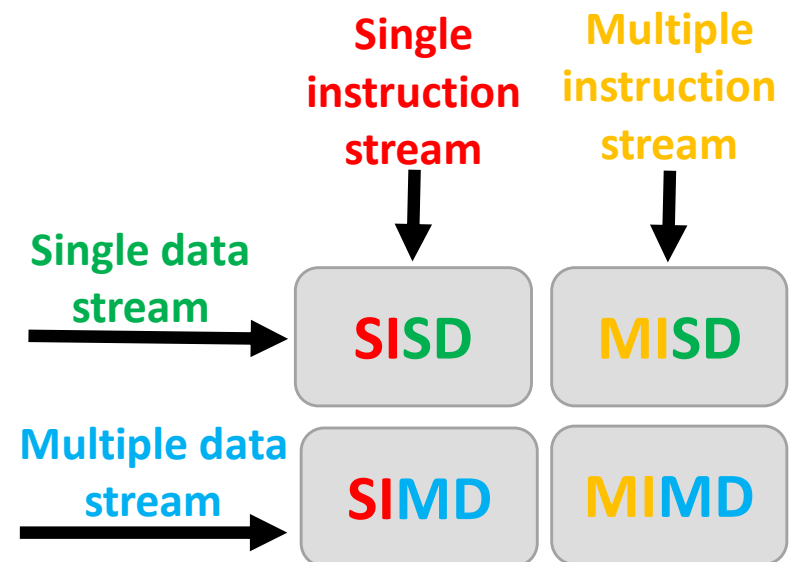 Single
instruction
stream
Multiple
instruction
stream
Single data
stream
SISD
MISD
Multiple data
stream
SIMD
MIMD